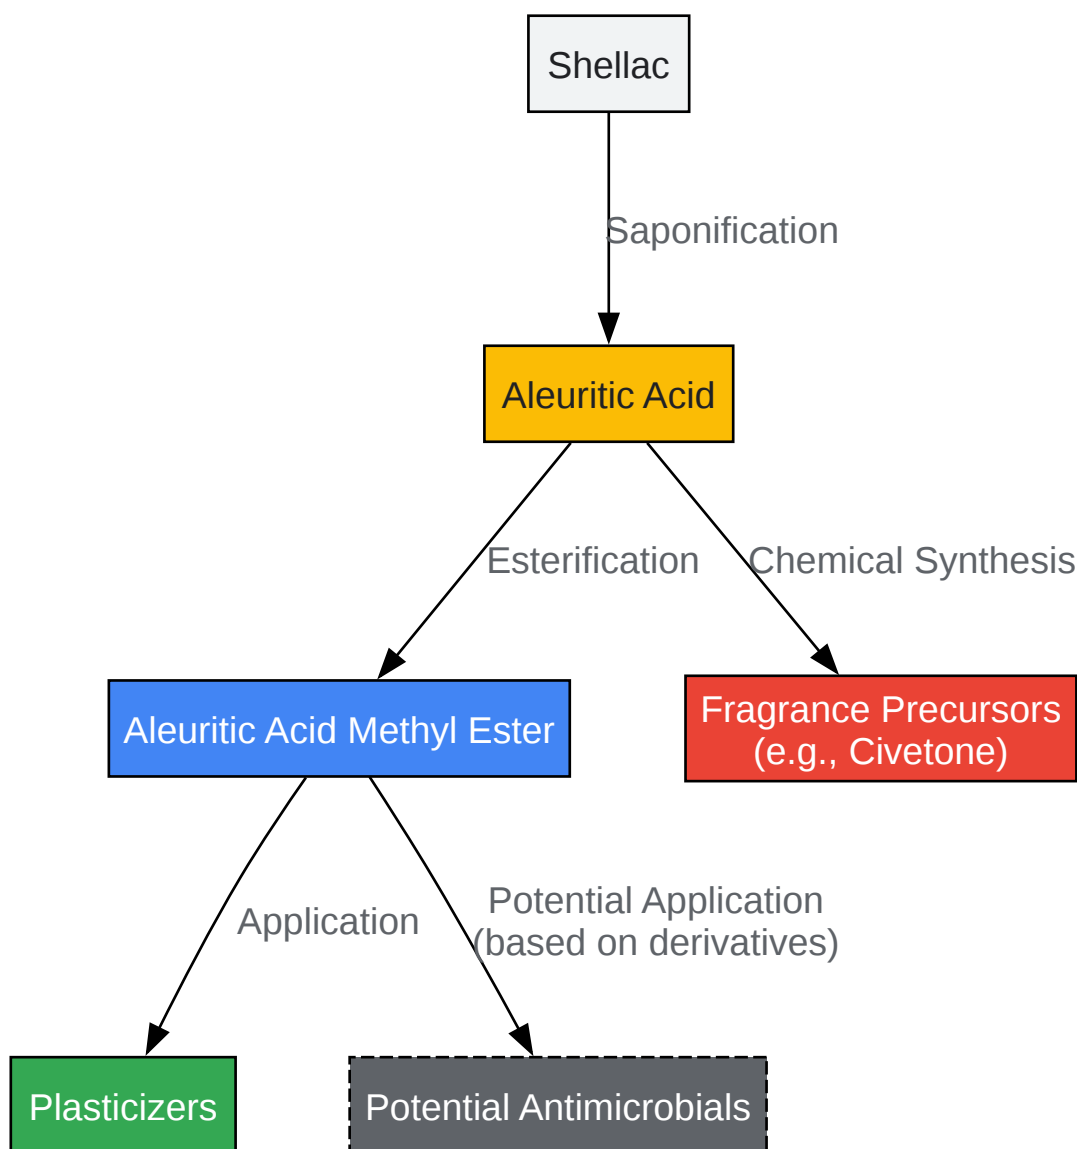 Shellac
Saponification
Aleuritic Acid
Esterification
Chemical Synthesis
Aleuritic Acid Methyl Ester
Fragrance Precursors
(e.g., Civetone)
Application
Potential Application
(based on derivatives)
Plasticizers
Potential Antimicrobials